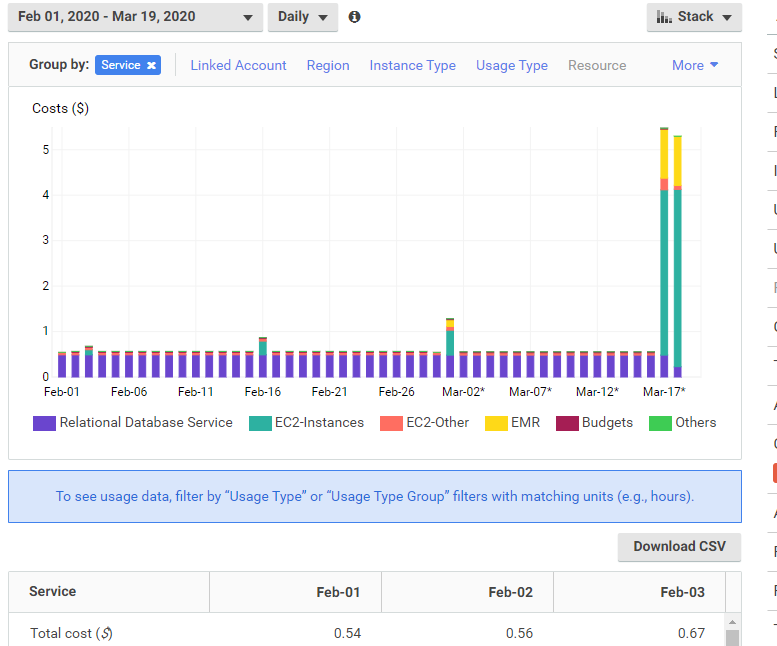 Feb 01, 2020 - Mar 19, 2020 Daily Stack
Group by: Service Linked Account Region Instance Type Usage Type Resource More
Costs ($)
5
4
3
2
1
0
Feb-01 Feb-06 Feb-11 Feb-16 Feb-21 Feb-26 Mar-02* Mar-07* Mar-12* Mar-17*
Relational Database Service EC2-Instances EC2-Other EMR Budgets Others
To see usage data, filter by “Usage Type” or “Usage Type Group” filters with matching units (e.g., hours).
Download CSV
Service Feb-01 Feb-02 Feb-03
Total cost ($) 0.54 0.56 0.67